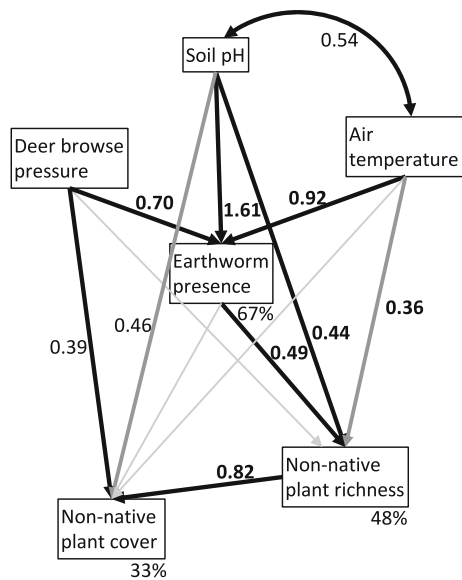 0.54
Soil pH
Deer browse
pressure
Air
temperature
0.70
0.92
1.61
Earthworm
presence
67%
0.46
0.36
0.44
0.39
0.49
0.82
Non-native
plant richness
48%
Non-native
plant cover
33%